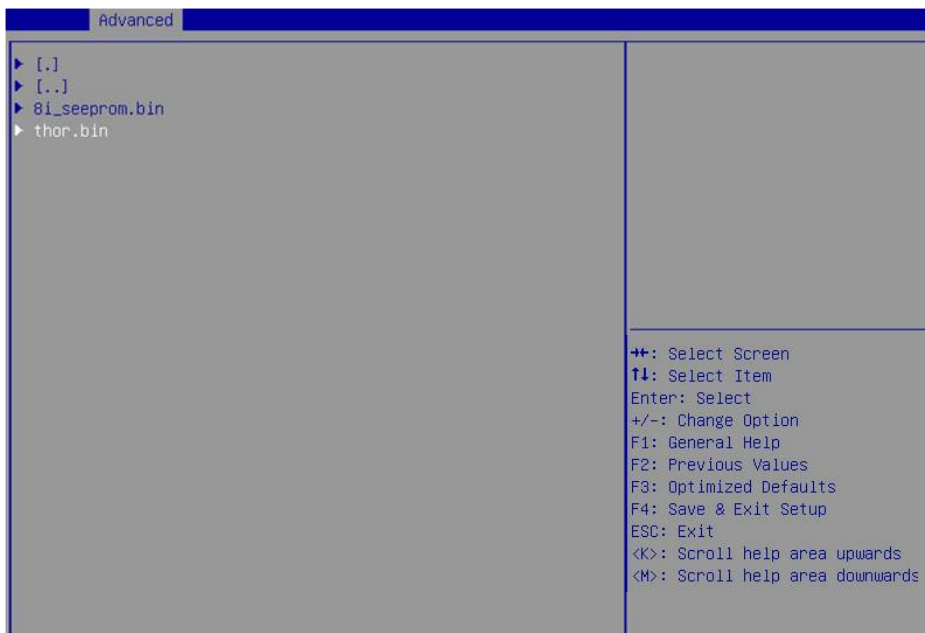 Advanced
[.]
[..]
8i_seeprom.bin
thor.bin
→←: Select Screen
↑↓: Select Item
Enter: Select
+/-: Change Option
F1: General Help
F2: Previous Values
F3: Optimized Defaults
F4: Save & Exit Setup
ESC: Exit
<K>: Scroll help area upwards
<M>: Scroll help area downwards